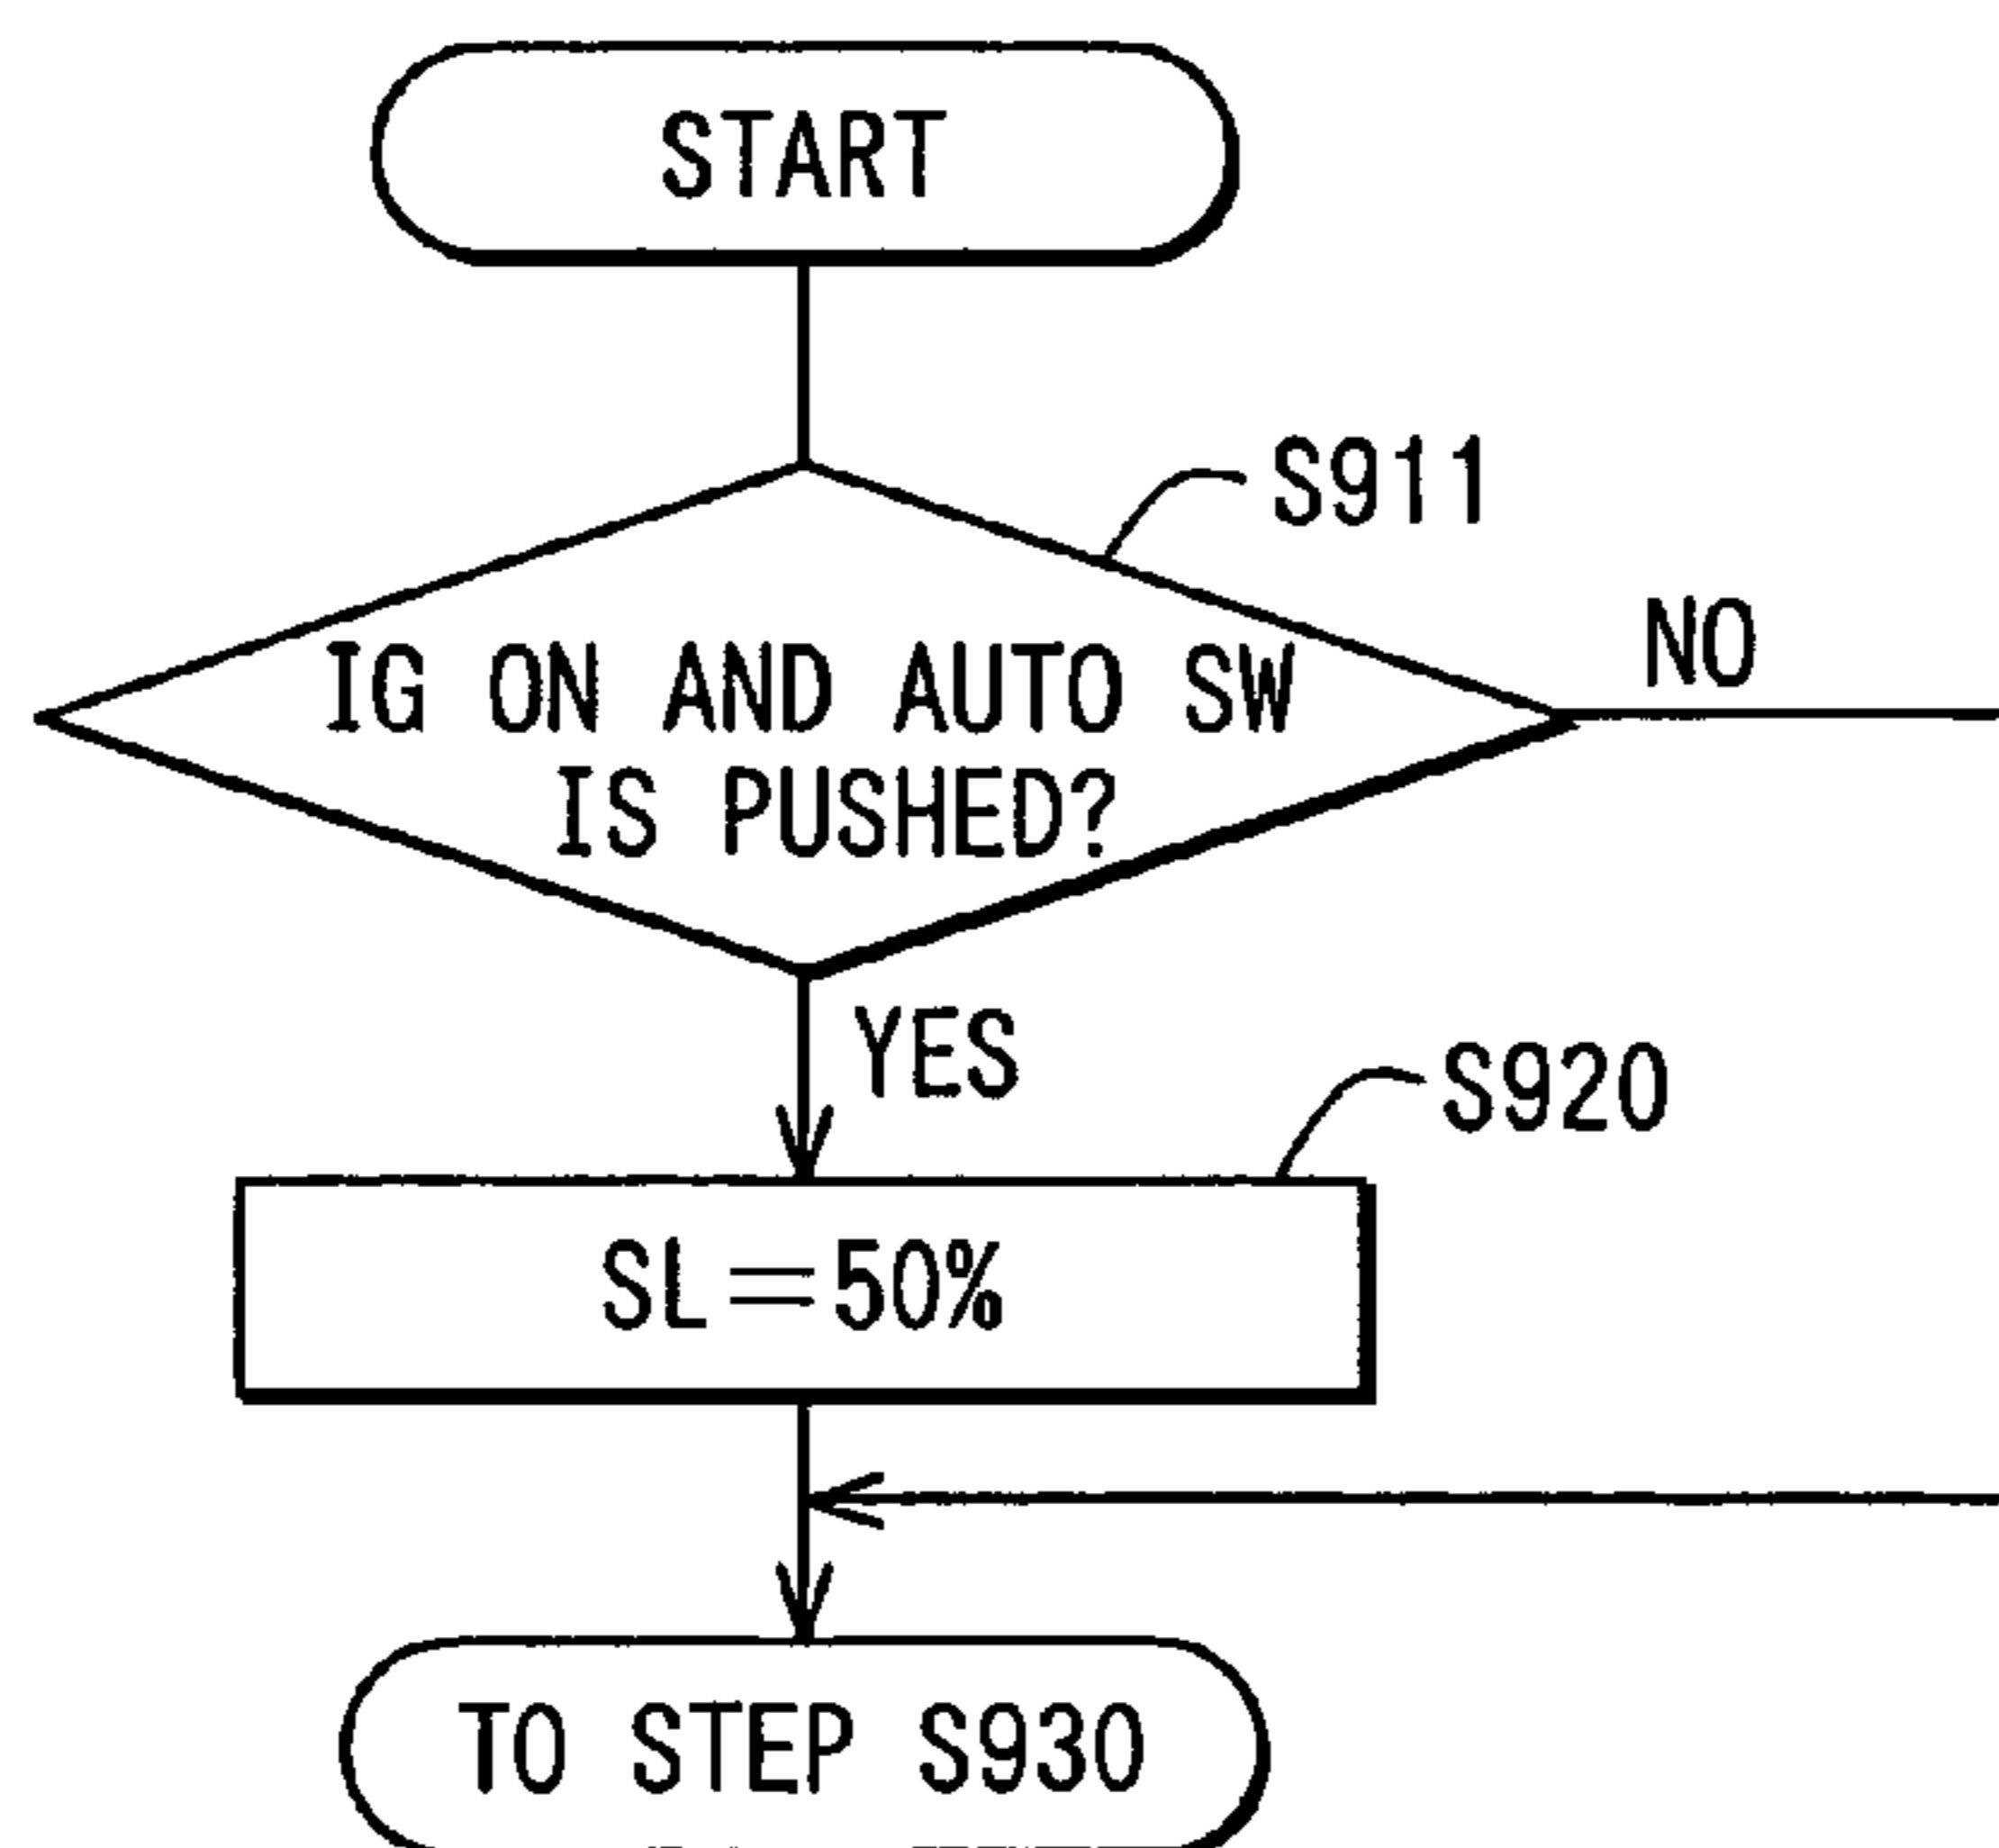 START
S911
IG ON AND AUTO SW
IS PUSHED?
NO
YES
S920
SL=50%
TO STEP S930